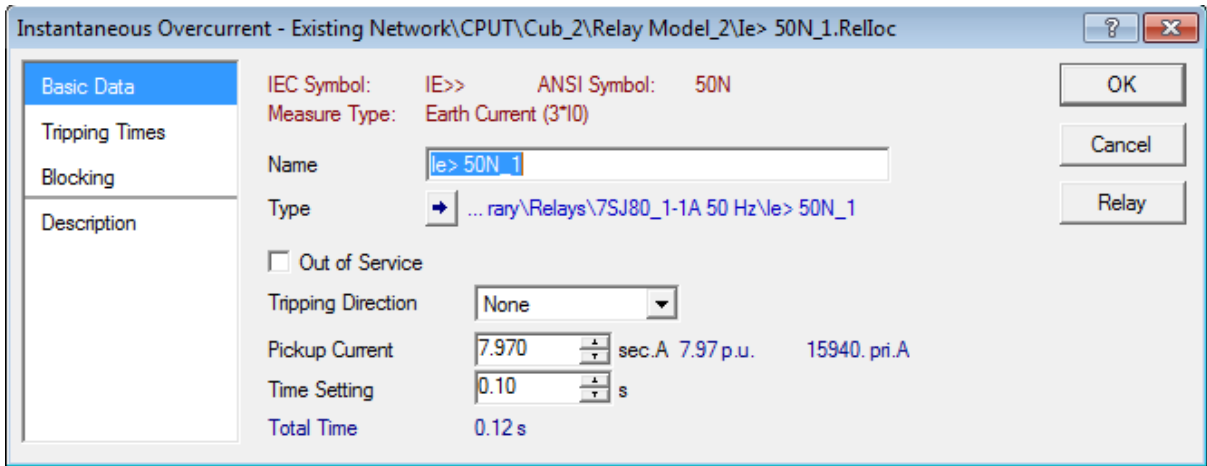 Instantaneous Overcurrent - Existing Network\CPUT\Cub_2\Relay Model_2\Ie> 50N_1.RelIoc
Basic Data
Tripping Times
Blocking
Description
IEC Symbol: IE>> ANSI Symbol: 50N
Measure Type: Earth Current (3*I0)
Name Ie> 50N_1
Type ... rary\Relays\7SJ80_1-1A 50 Hz\Ie> 50N_1
Out of Service
Tripping Direction None
Pickup Current 7.970 sec.A 7.97 p.u. 15940. pri.A
Time Setting 0.10 s
Total Time 0.12 s
OK
Cancel
Relay